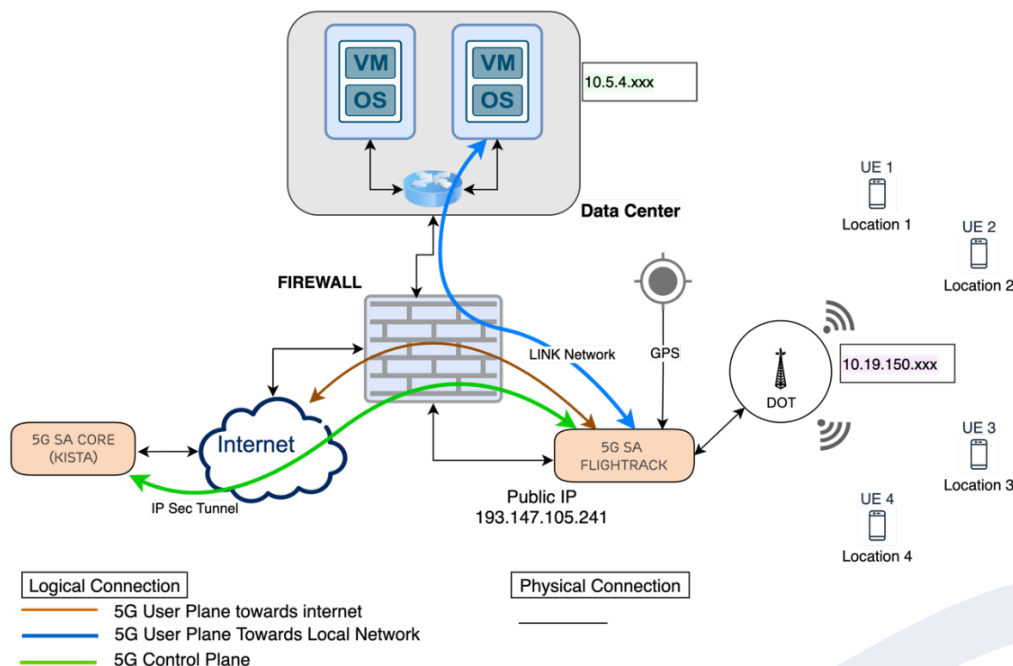 VM
OS
VM
OS
10.5.4.xxx
Data Center
UE 1
Location 1
UE 2
Location 2
FIREWALL
LINK Network
GPS
10.19.150.xxx
DOT
5G SA CORE
(KISTA)
Internet
IP Sec Tunnel
5G SA
FLIGHTRACK
Public IP
193.147.105.241
UE 3
Location 3
UE 4
Location 4
Logical Connection
5G User Plane towards internet
5G User Plane Towards Local Network
5G Control Plane
Physical Connection